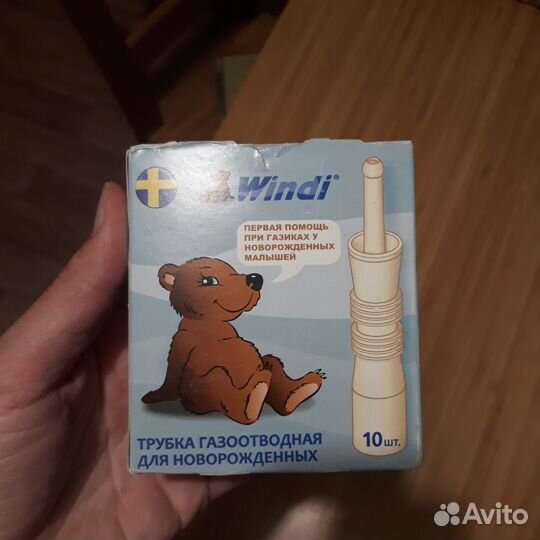 Windi®
ПЕРВАЯ ПОМОЩЬ
ПРИ ГАЗИКАХ У
НОВОРОЖДЕННЫХ
МАЛЫШЕЙ
ТРУБКА ГАЗООТВОДНАЯ
ДЛЯ НОВОРОЖДЕННЫХ
10 ШТ.
Avito